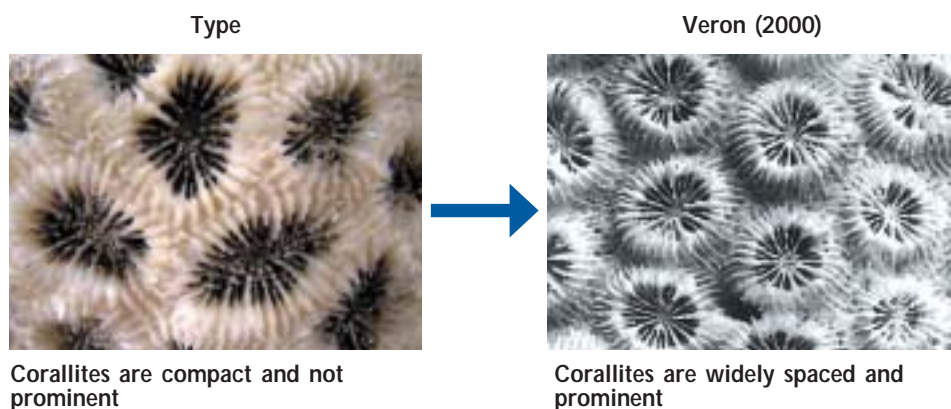 Type
Veron (2000)
Corallites are compact and not
prominent
Corallites are widely spaced and
prominent